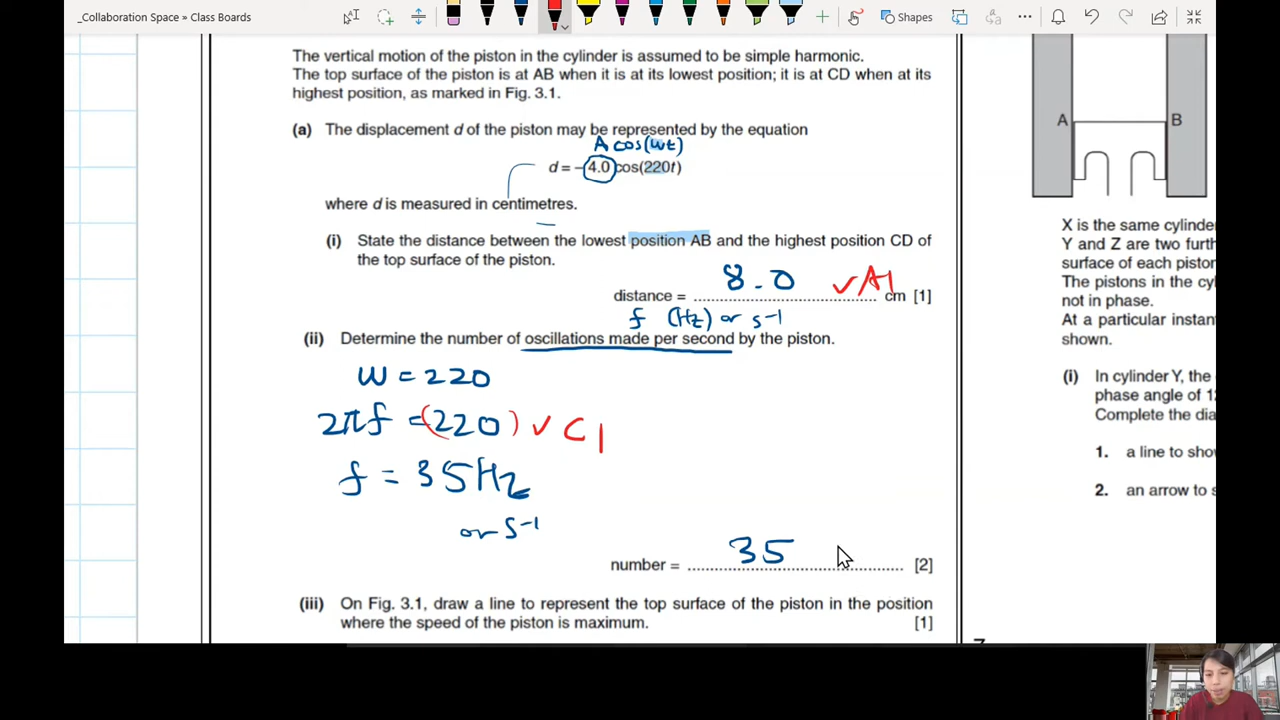 _Collaboration Space > Class Boards
Shapes
The vertical motion of the piston in the cylinder is assumed to be simple harmonic.
The top surface of the piston is at AB when it is at its lowest position; it is at CD when at its
highest position, as marked in Fig. 3.1.
(a) The displacement d of the piston may be represented by the equation
A cos(ωt)
d = −4.0 cos(220t)
where d is measured in centimetres.
(i) State the distance between the lowest position AB and the highest position CD of
the top surface of the piston.
8.0 ✓A1
distance = ........................................ cm [1]
f (Hz) or s-1
(ii) Determine the number of oscillations made per second by the piston.
ω = 220
2πf = (220) ✓ C1
f = 35Hz
or s-1
35
number = ........................................ [2]
(iii) On Fig. 3.1, draw a line to represent the top surface of the piston in the position
where the speed of the piston is maximum. [1]
A B
X is the same cylinder
Y and Z are two furth
surface of each piston
The pistons in the cy
not in phase.
At a particular instant
shown.
(i) In cylinder Y, the
phase angle of 1
Complete the dia
1. a line to show
2. an arrow to s